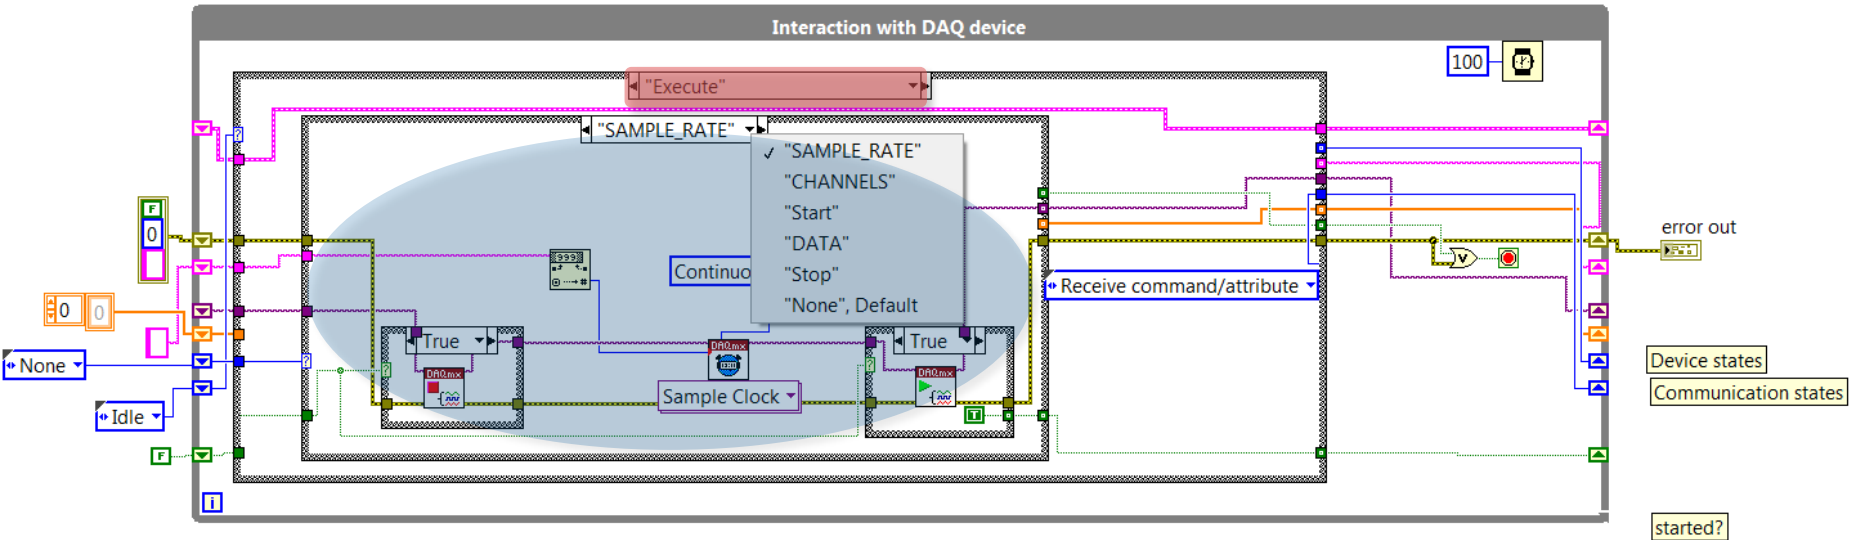 Interaction with DAQ device
100
"Execute"
"SAMPLE_RATE"
✓ "SAMPLE_RATE"
"CHANNELS"
"Start"
"DATA"
"Stop"
"None", Default
F
0
999
Continuo
error out
V
Receive command/attribute
0
0
True
True
None
DAQmx
DAQmx
DAQmx
Device states
Sample Clock
Communication states
Idle
T
F
i
started?
?
?
?
?